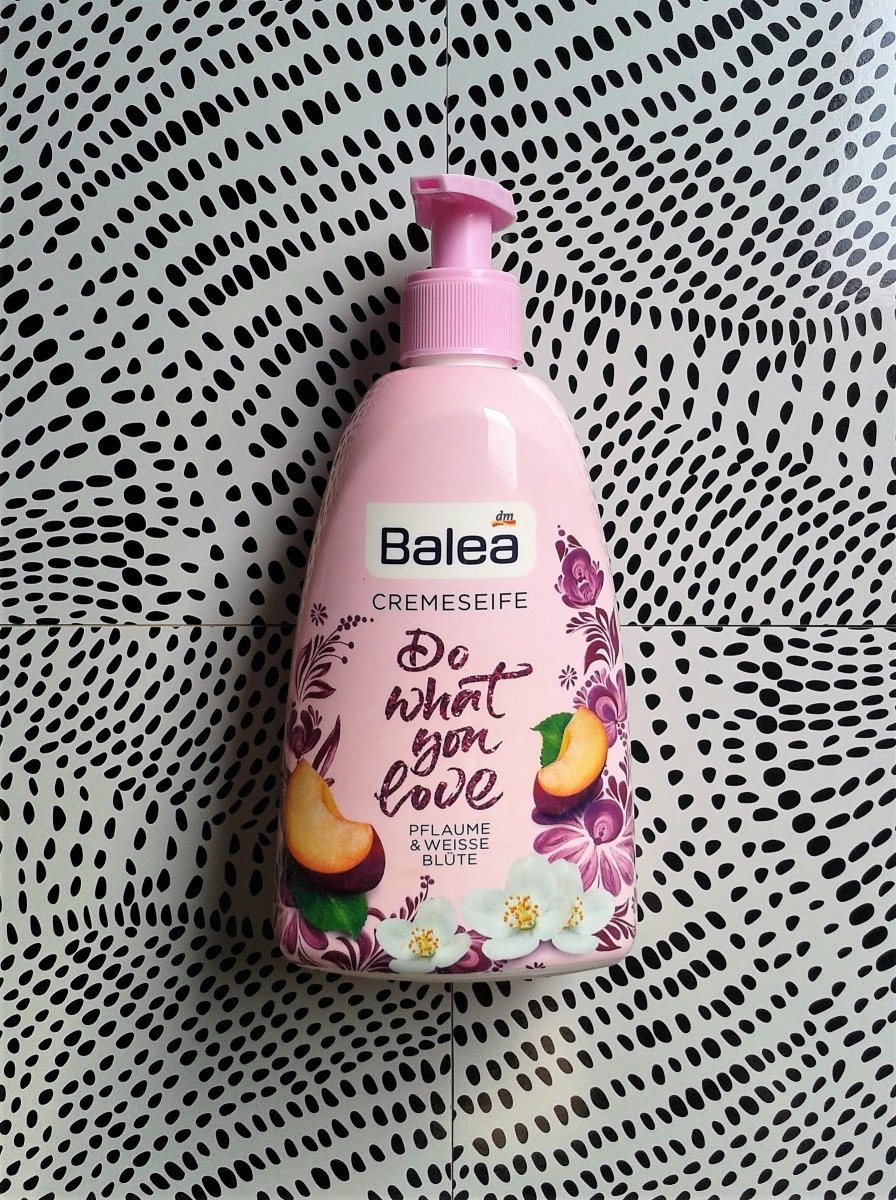 dm
Balea
CREMESEIFE
Do
what
you
love
PFLAUME
& WEISSE
BLÜTE